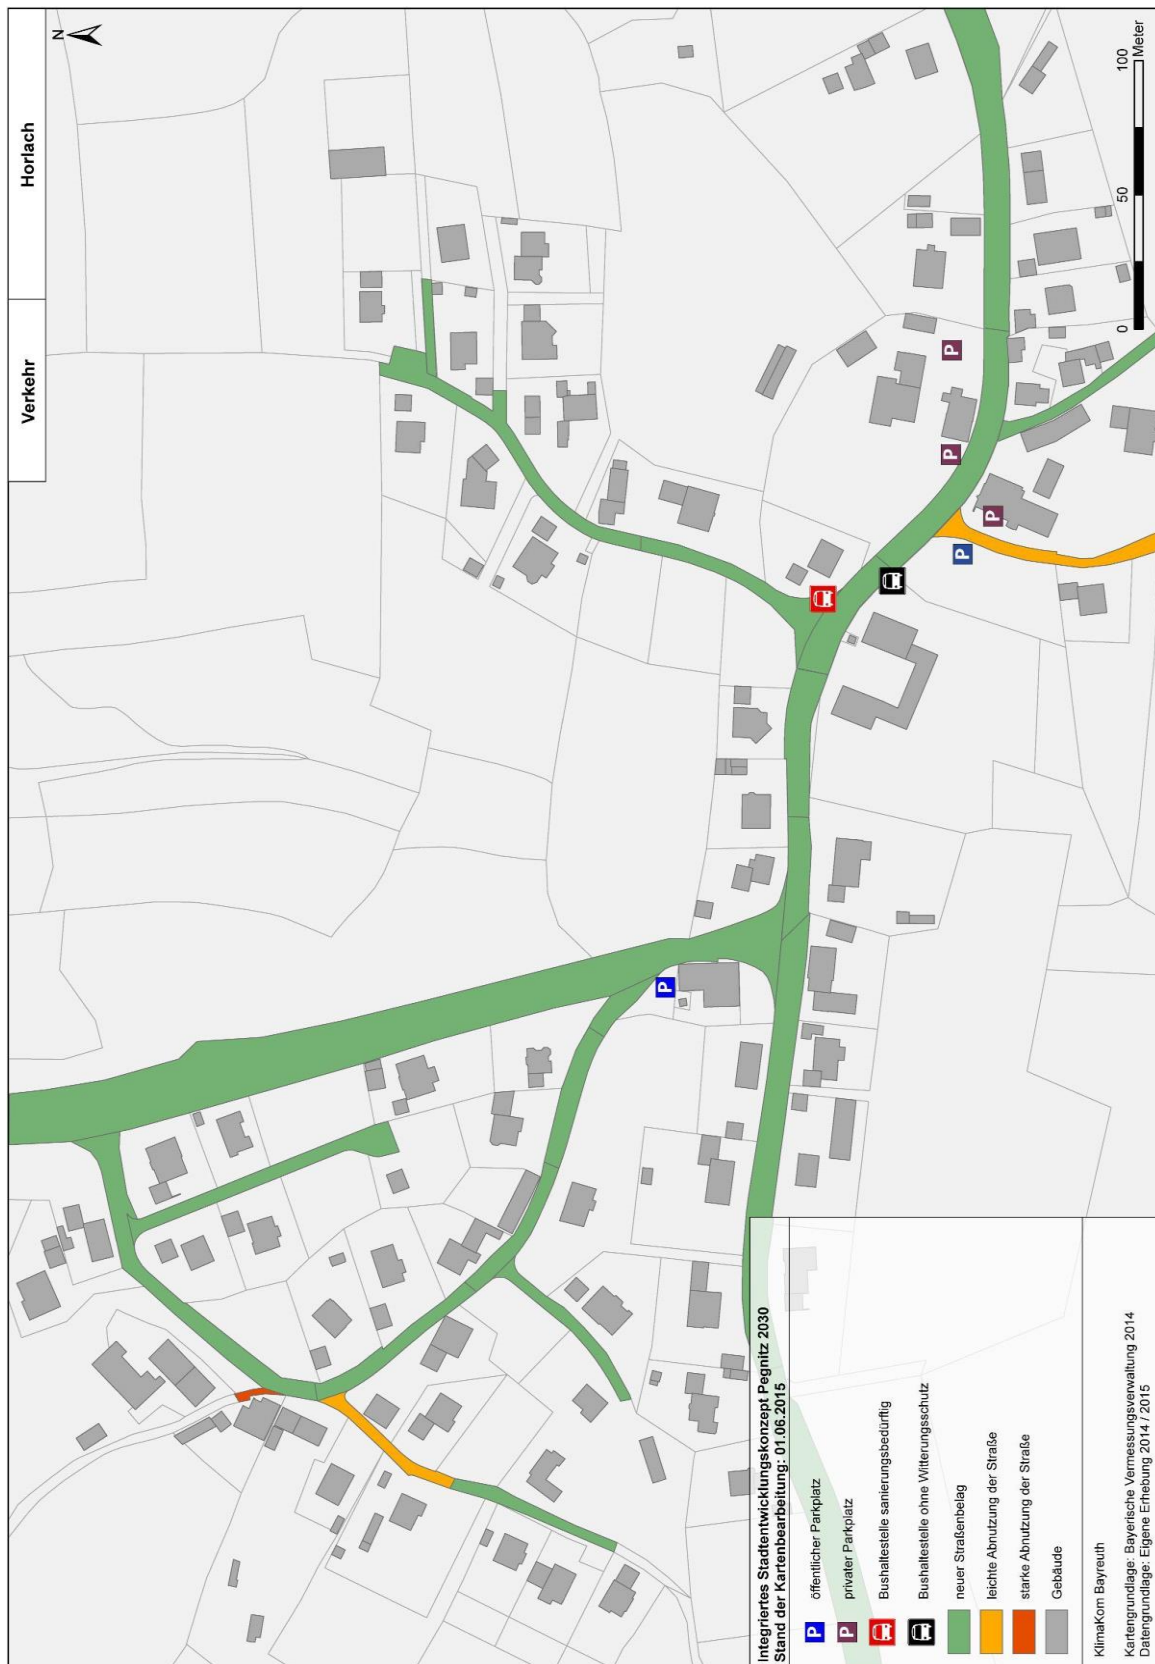 Verkehr
Horlach
N
P
P
P
P
P
0
50
100
Meter
Integriertes Stadtentwicklungskonzept Pegnitz 2030
Stand der Kartenbearbeitung: 01.06.2015
P öffentlicher Parkplatz
P privater Parkplatz
Bushaltestelle sanierungsbedürftig
Bushaltestelle ohne Witterungsschutz
neuer Straßenbelag
leichte Abnutzung der Straße
starke Abnutzung der Straße
Gebäude
KlimaKom Bayreuth
Kartengrundlage: Bayerische Vermessungsverwaltung 2014
Datengrundlage: Eigene Erhebung 2014 / 2015